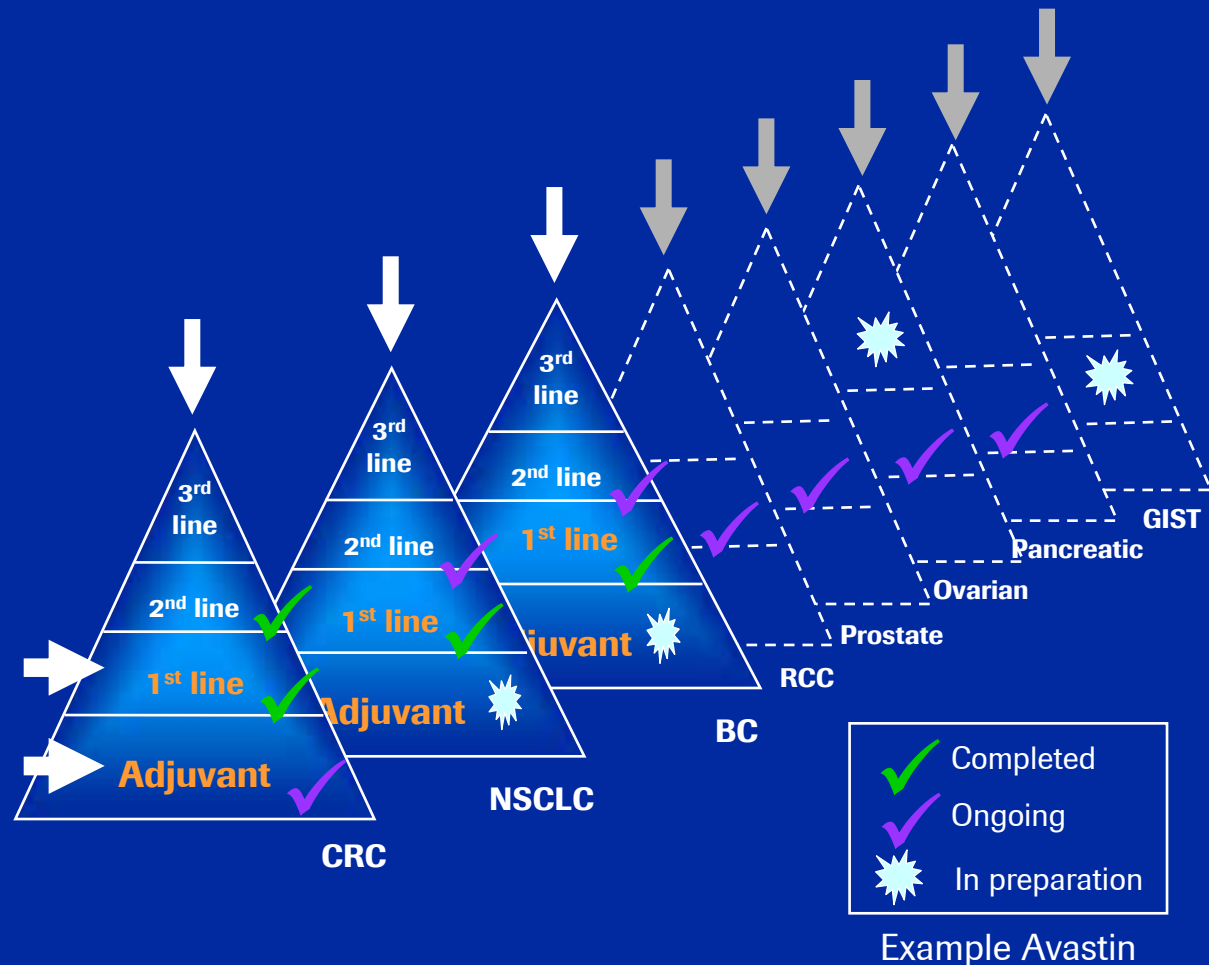 3rd
line
2nd line
1st line
Adjuvant
CRC
3rd
line
2nd line
1st line
Adjuvant
NSCLC
3rd
line
2nd line
1st line
juvant
BC
RCC
Prostate
Ovarian
Pancreatic
GIST
Completed
Ongoing
In preparation
Example Avastin